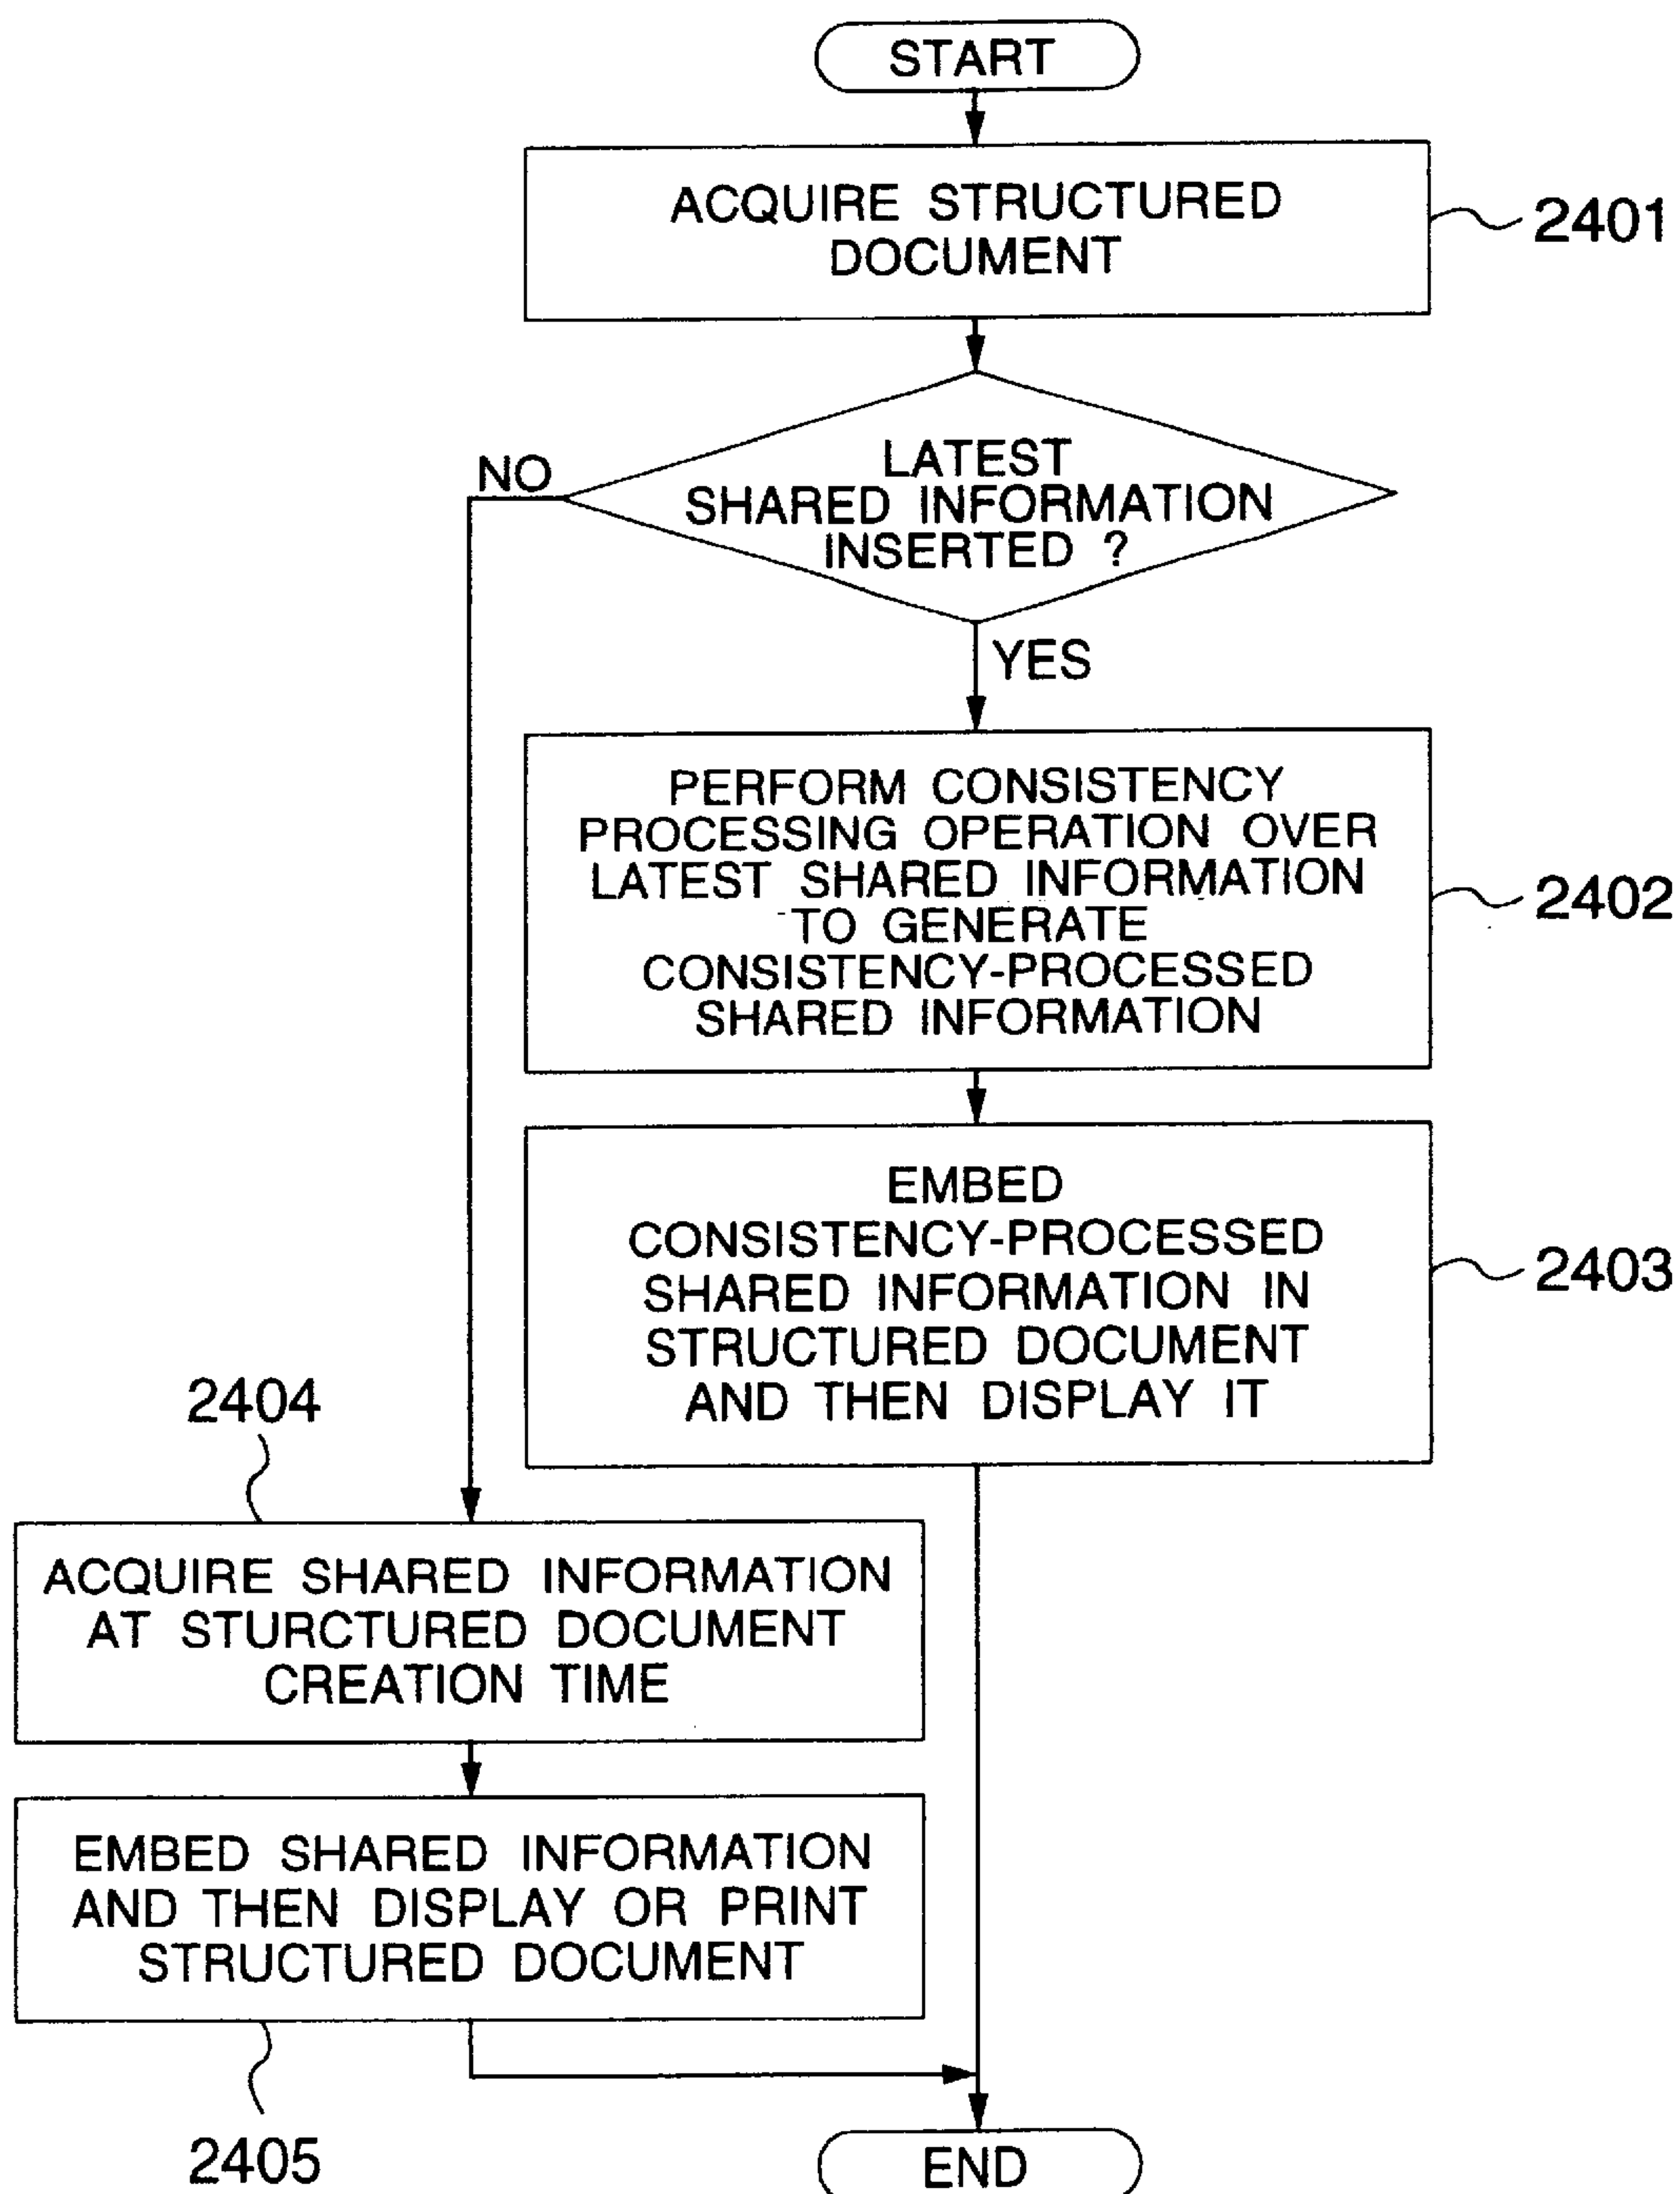 START
ACQUIRE STRUCTURED
DOCUMENT
2401
LATEST
SHARED INFORMATION
INSERTED ?
NO
YES
PERFORM CONSISTENCY
PROCESSING OPERATION OVER
LATEST SHARED INFORMATION
TO GENERATE
CONSISTENCY-PROCESSED
SHARED INFORMATION
2402
EMBED
CONSISTENCY-PROCESSED
SHARED INFORMATION IN
STRUCTURED DOCUMENT
AND THEN DISPLAY IT
2403
2404
ACQUIRE SHARED INFORMATION
AT STURCTURED DOCUMENT
CREATION TIME
EMBED SHARED INFORMATION
AND THEN DISPLAY OR PRINT
STRUCTURED DOCUMENT
2405
END